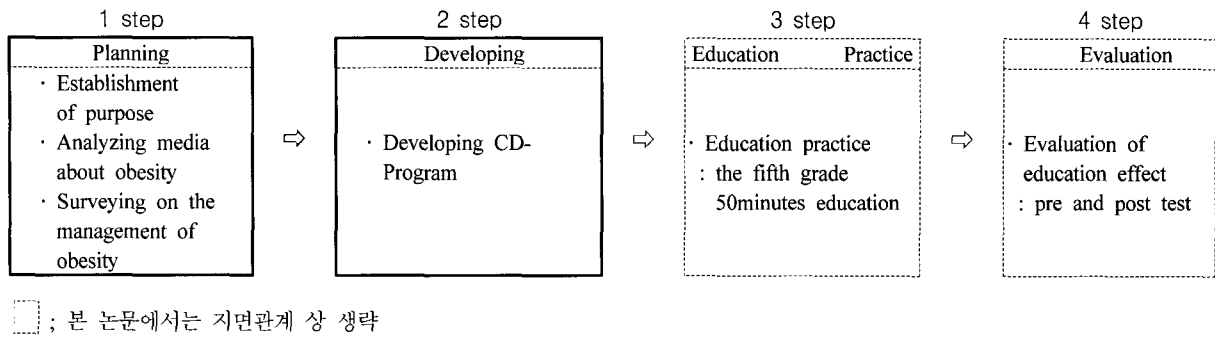 1 step
Planning
· Establishment
of purpose
· Analyzing media
about obesity
· Surveying on the
management of
obesity
⇨
2 step
Developing
· Developing CD-
Program
⇨
3 step
Education Practice
· Education practice
: the fifth grade
50minutes education
⇨
4 step
Evaluation
· Evaluation of
education effect
: pre and post test
; 본 논문에서는 지면관계 상 생략